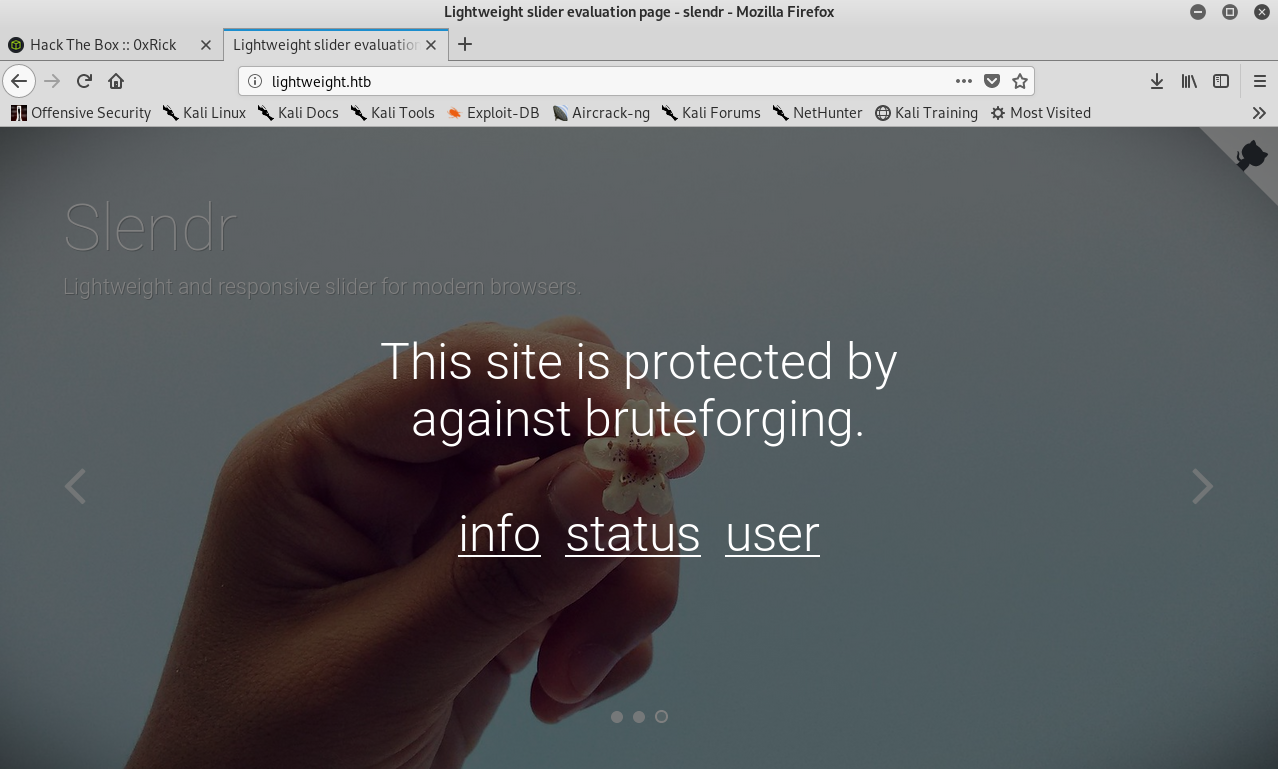 Lightweight slider evaluation page - slendr - Mozilla Firefox
Hack The Box :: 0xRick
Lightweight slider evaluation
lightweight.htb
Offensive Security Kali Linux Kali Docs Kali Tools Exploit-DB Aircrack-ng Kali Forums NetHunter Kali Training Most Visited
Slendr
Lightweight and responsive slider for modern browsers.
This site is protected by
against bruteforging.
info status user